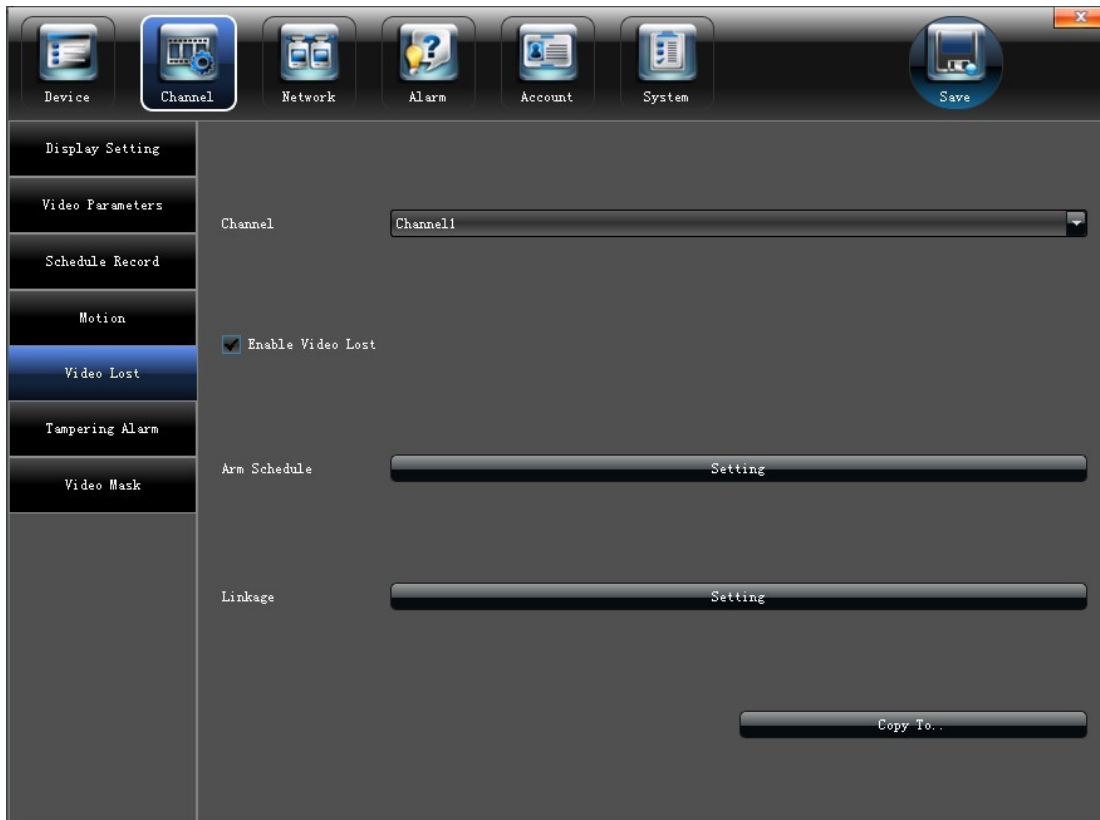 Device
Channel
Network
Alarm
Account
System
Save
Display Setting
Video Parameters
Schedule Record
Motion
Video Lost
Tampering Alarm
Video Mask
Channel
Channel1
Enable Video Lost
Arm Schedule
Setting
Linkage
Setting
Copy To..